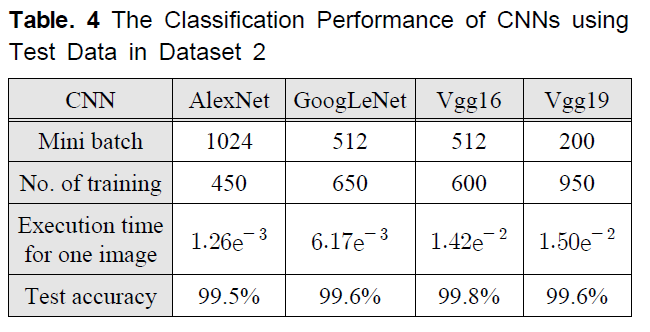 Table. 4 The Classification Performance of CNNs using
Test Data in Dataset 2
CNN AlexNet GoogLeNet Vgg16 Vgg19
Mini batch 1024 512 512 200
No. of training 450 650 600 950
Execution time
for one image 1.26e⁻³ 6.17e⁻³ 1.42e⁻² 1.50e⁻²
Test accuracy 99.5% 99.6% 99.8% 99.6%